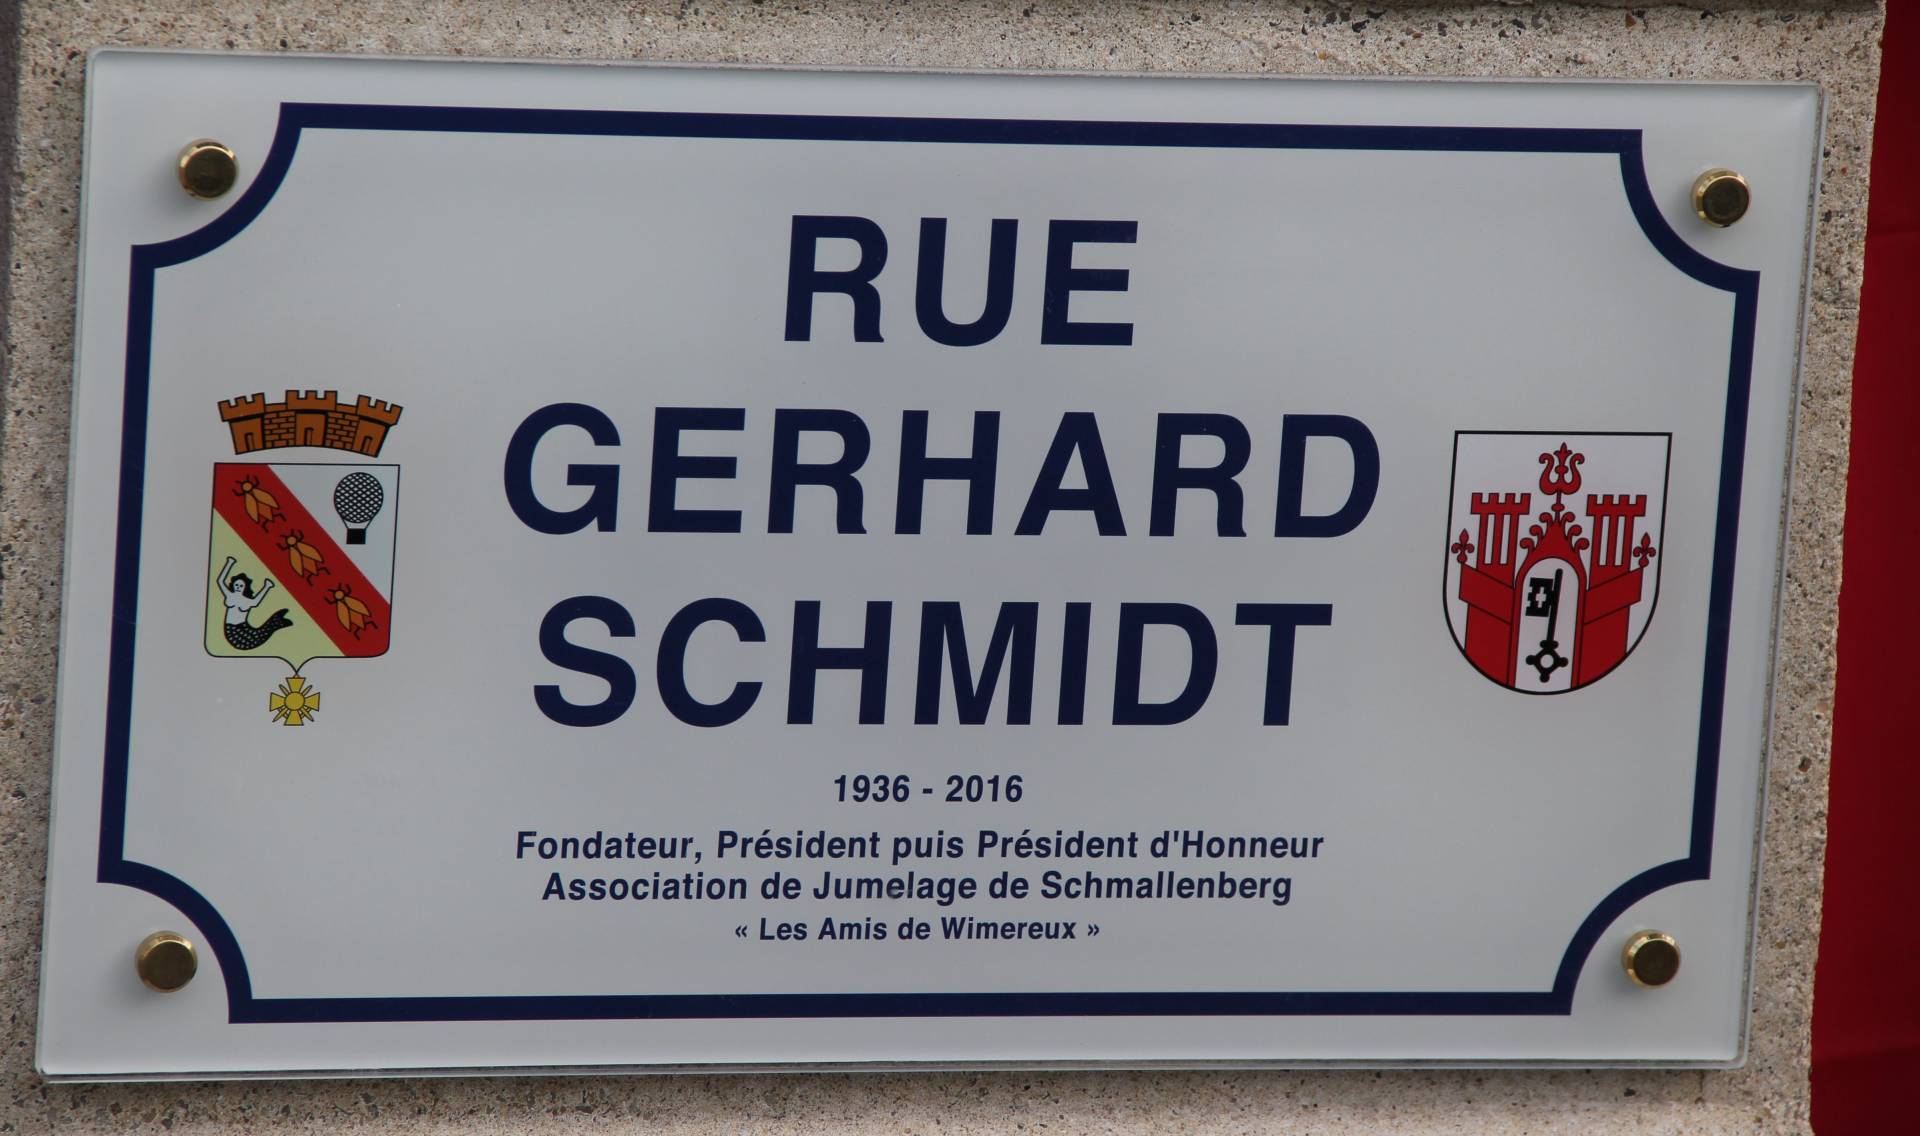 RUE
GERHARD
SCHMIDT
1936 - 2016
Fondateur, Président puis Président d'Honneur
Association de Jumelage de Schmallenberg
« Les Amis de Wimereux »